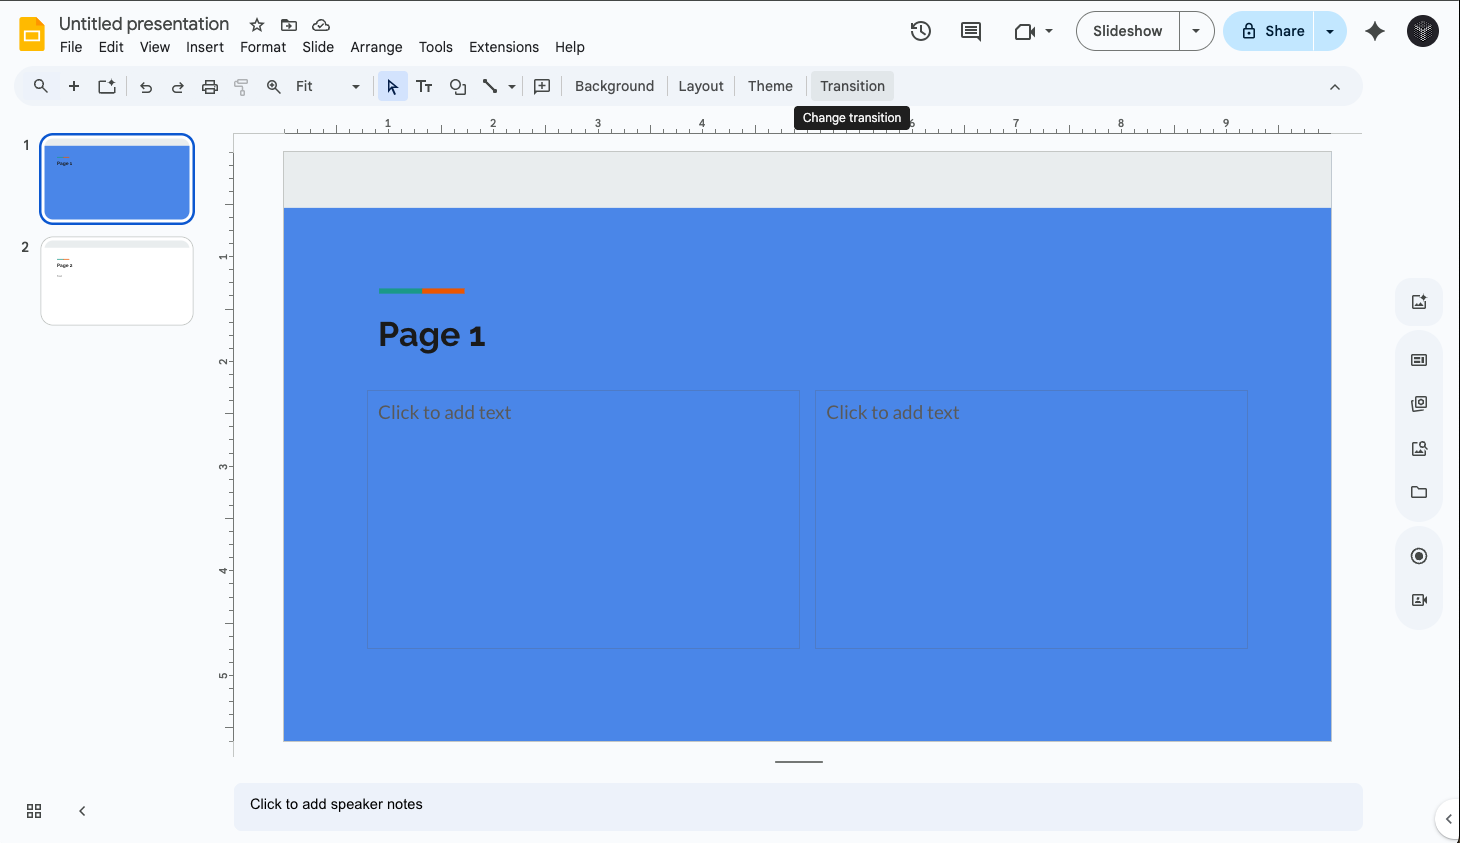 Untitled presentation
File Edit View Insert Format Slide Arrange Tools Extensions Help
Slideshow
Share
Fit
Background Layout Theme Transition
Change transition
1 2 3 4 6 7 8 9
1
Page 1
2
Page 2
1
2
3
4
5
Page 1
Click to add text
Click to add text
Click to add speaker notes